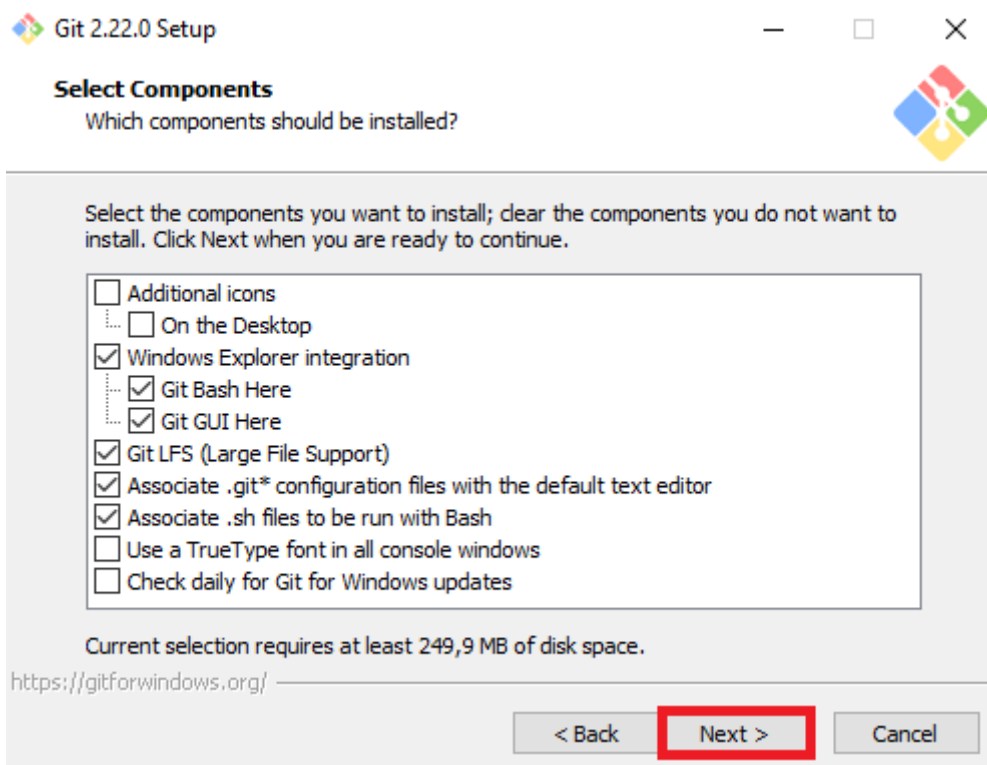 Git 2.22.0 Setup
Select Components
Which components should be installed?
Select the components you want to install; clear the components you do not want to
install. Click Next when you are ready to continue.
Additional icons
On the Desktop
Windows Explorer integration
Git Bash Here
Git GUI Here
Git LFS (Large File Support)
Associate .git* configuration files with the default text editor
Associate .sh files to be run with Bash
Use a TrueType font in all console windows
Check daily for Git for Windows updates
Current selection requires at least 249,9 MB of disk space.
https://gitforwindows.org/
< Back Next > Cancel